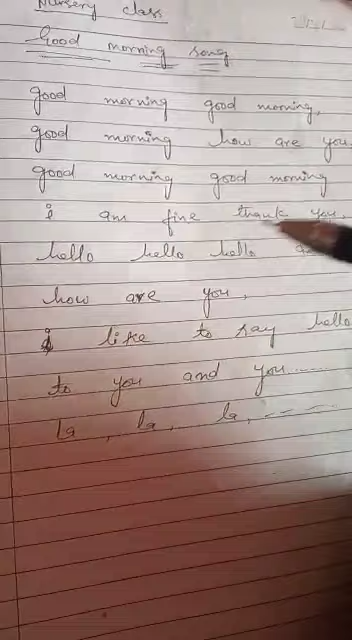 Nursery class
Good morning song
good morning good morning,
good morning how are you
good morning good morning
i am fine thank you.
hello hello hello
how are you,
i like to say hello
to you and you......
la, la, la, ----